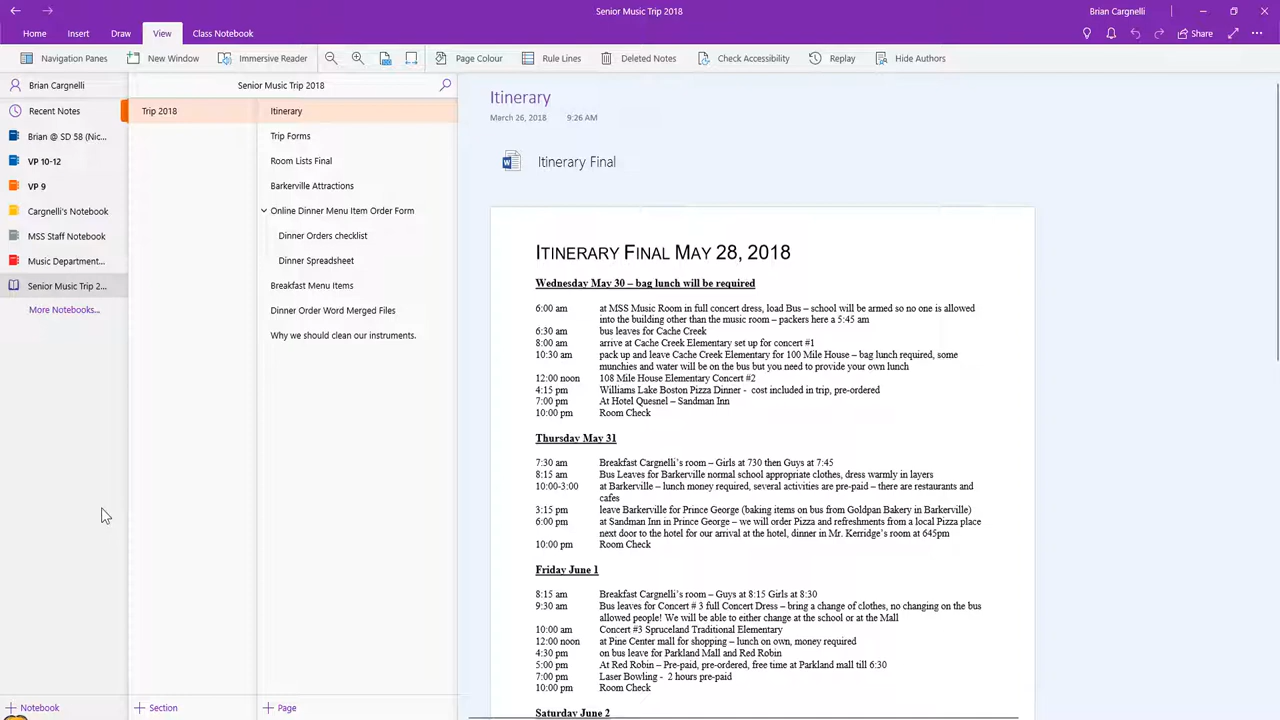 Senior Music Trip 2018
Brian Cargnelli
Home
Insert
Draw
View
Class Notebook
Share
Navigation Panes
New Window
Immersive Reader
Page Colour
Rule Lines
Deleted Notes
Check Accessibility
Replay
Hide Authors
Brian Cargnelli
Recent Notes
Brian @ SD 58 (Nic...
VP 10-12
VP 9
Cargnelli's Notebook
MSS Staff Notebook
Music Department...
Senior Music Trip 2...
More Notebooks...
Notebook
Senior Music Trip 2018
Trip 2018
Section
Itinerary
Trip Forms
Room Lists Final
Barkerville Attractions
Online Dinner Menu Item Order Form
Dinner Orders checklist
Dinner Spreadsheet
Breakfast Menu Items
Dinner Order Word Merged Files
Why we should clean our instruments.
Page
Itinerary
March 26, 2018 9:26 AM
Itinerary Final
ITINERARY FINAL MAY 28, 2018
Wednesday May 30 – bag lunch will be required
6:00 am at MSS Music Room in full concert dress, load Bus – school will be armed so no one is allowed
into the building other than the music room – packers here a 5:45 am
6:30 am bus leaves for Cache Creek
8:00 am arrive at Cache Creek Elementary set up for concert #1
10:30 am pack up and leave Cache Creek Elementary for 100 Mile House – bag lunch required, some
munchies and water will be on the bus but you need to provide your own lunch
12:00 noon 108 Mile House Elementary Concert #2
4:15 pm Williams Lake Boston Pizza Dinner - cost included in trip, pre-ordered
7:00 pm At Hotel Quesnel – Sandman Inn
10:00 pm Room Check
Thursday May 31
7:30 am Breakfast Cargnelli's room – Girls at 730 then Guys at 7:45
8:15 am Bus Leaves for Barkerville normal school appropriate clothes, dress warmly in layers
10:00-3:00 at Barkerville – lunch money required, several activities are pre-paid – there are restaurants and
cafes
3:15 pm leave Barkerville for Prince George (baking items on bus from Goldpan Bakery in Barkerville)
6:00 pm at Sandman Inn in Prince George – we will order Pizza and refreshments from a local Pizza place
next door to the hotel for our arrival at the hotel, dinner in Mr. Kerridge's room at 645pm
10:00 pm Room Check
Friday June 1
8:15 am Breakfast Cargnelli's room – Guys at 8:15 Girls at 8:30
9:30 am Bus leaves for Concert # 3 full Concert Dress – bring a change of clothes, no changing on the bus
allowed people! We will be able to either change at the school or at the Mall
10:00 am Concert #3 Spruceland Traditional Elementary
12:00 noon at Pine Center mall for shopping – lunch on own, money required
4:30 pm on bus leave for Parkland Mall and Red Robin
5:00 pm At Red Robin – Pre-paid, pre-ordered, free time at Parkland mall till 6:30
7:00 pm Laser Bowling - 2 hours pre-paid
10:00 pm Room Check
Saturday June 2